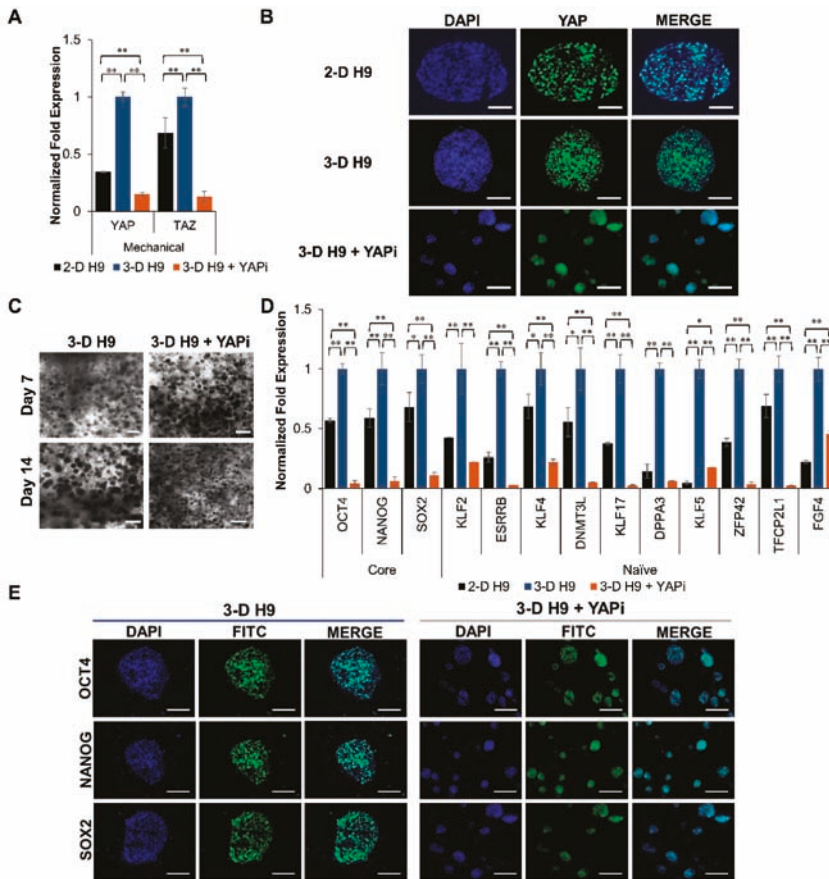 A
Normalized Fold Expression
1.5
1
0.5
0
** ** ** ** ** **
YAP TAZ
Mechanical
2-D H9 3-D H9 3-D H9 + YAPi
B
DAPI YAP MERGE
2-D H9
3-D H9
3-D H9 + YAPi
C
3-D H9 3-D H9 + YAPi
Day 7
Day 14
D
Normalized Fold Expression
1.5
1
0.5
0
OCT4 NANOG SOX2 KLF2 ESRRB KLF4 DNMT3L KLF17 DPPA3 KLF5 ZFP42 TFCP2L1 FGF4
Core Naïve
2-D H9 3-D H9 3-D H9 + YAPi
E
3-D H9 3-D H9 + YAPi
DAPI FITC MERGE DAPI FITC MERGE
OCT4
NANOG
SOX2